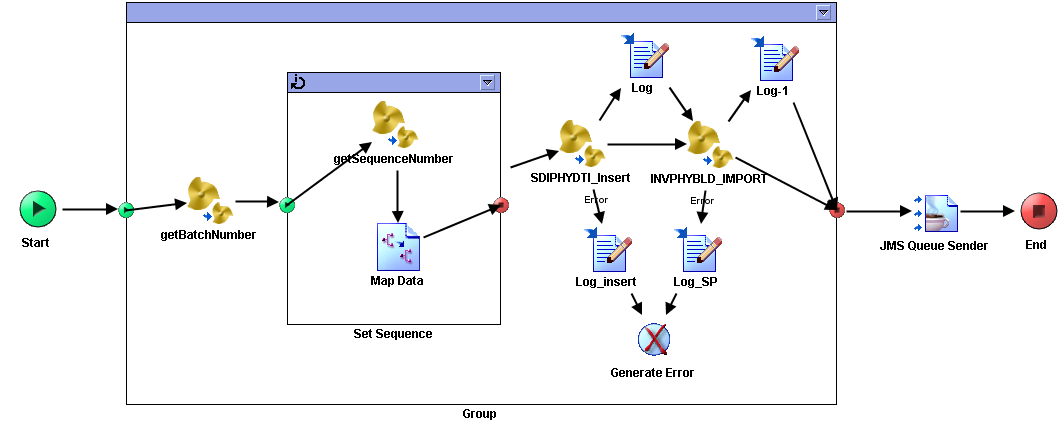 Log
Log-1
getSequenceNumber
SDIPHYDTI_Insert
INVPHYBLD_IMPORT
Error
Error
Start
getBatchNumber
JMS Queue Sender
End
Map Data
Log_insert
Log_SP
Set Sequence
Generate Error
Group